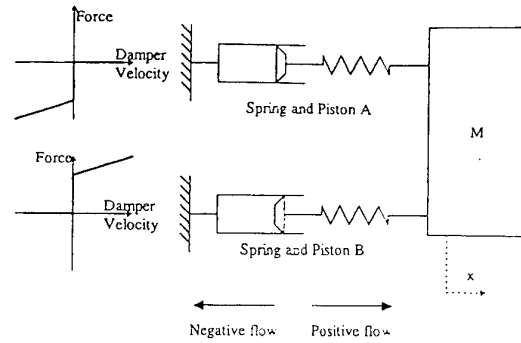 Force
Damper
Velocity
Spring and Piston A
M
Force
Damper
Velocity
Spring and Piston B
x
Negative flow
Positive flow